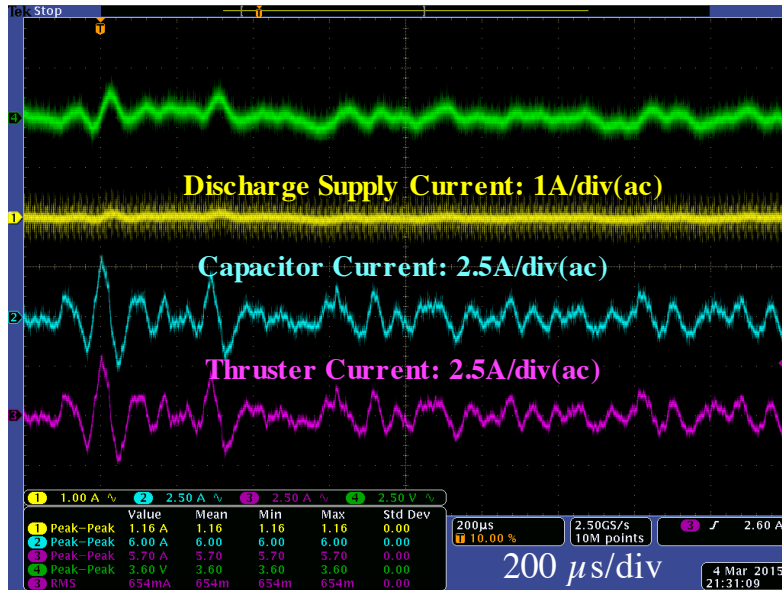 Tek Stop
T
T
4
Discharge Supply Current: 1A/div(ac)
1
Capacitor Current: 2.5A/div(ac)
2
Thruster Current: 2.5A/div(ac)
3
1 1.00 A ∿ 2 2.50 A ∿ 3 2.50 A ∿ 4 2.50 V ∿
Value Mean Min Max Std Dev
1 Peak-Peak 1.16 A 1.16 1.16 1.16 0.00
2 Peak-Peak 6.00 A 6.00 6.00 6.00 0.00
3 Peak-Peak 5.70 A 5.70 5.70 5.70 0.00
4 Peak-Peak 3.60 V 3.60 3.60 3.60 0.00
3 RMS 654mA 654m 654m 654m 0.00
200µs
T 10.00 %
2.50GS/s
10M points
3 2.60 A
200 µs/div
4 Mar 2015
21:31:09